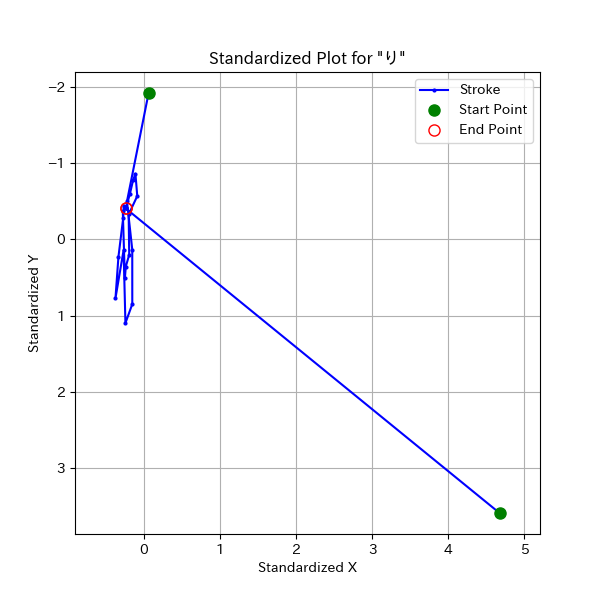 Standardized Plot for "り"
Stroke
Start Point
End Point
−2
−1
0
1
2
3
Standardized Y
0 1 2 3 4 5
Standardized X